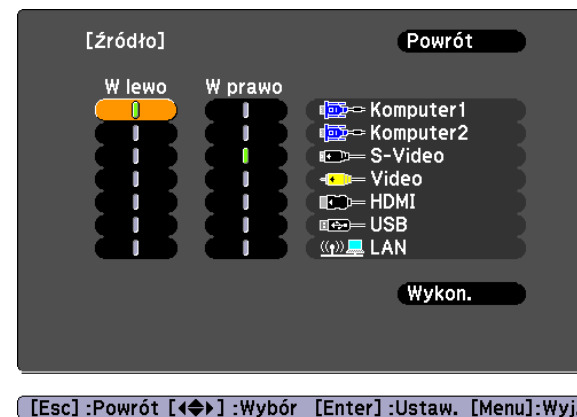 [Źródło] Powrót
W lewo W prawo
Komputer1
Komputer2
S-Video
Video
HDMI
USB
LAN
Wykon.
[Esc] :Powrót [ ] :Wybór [Enter] :Ustaw. [Menu]:Wyj